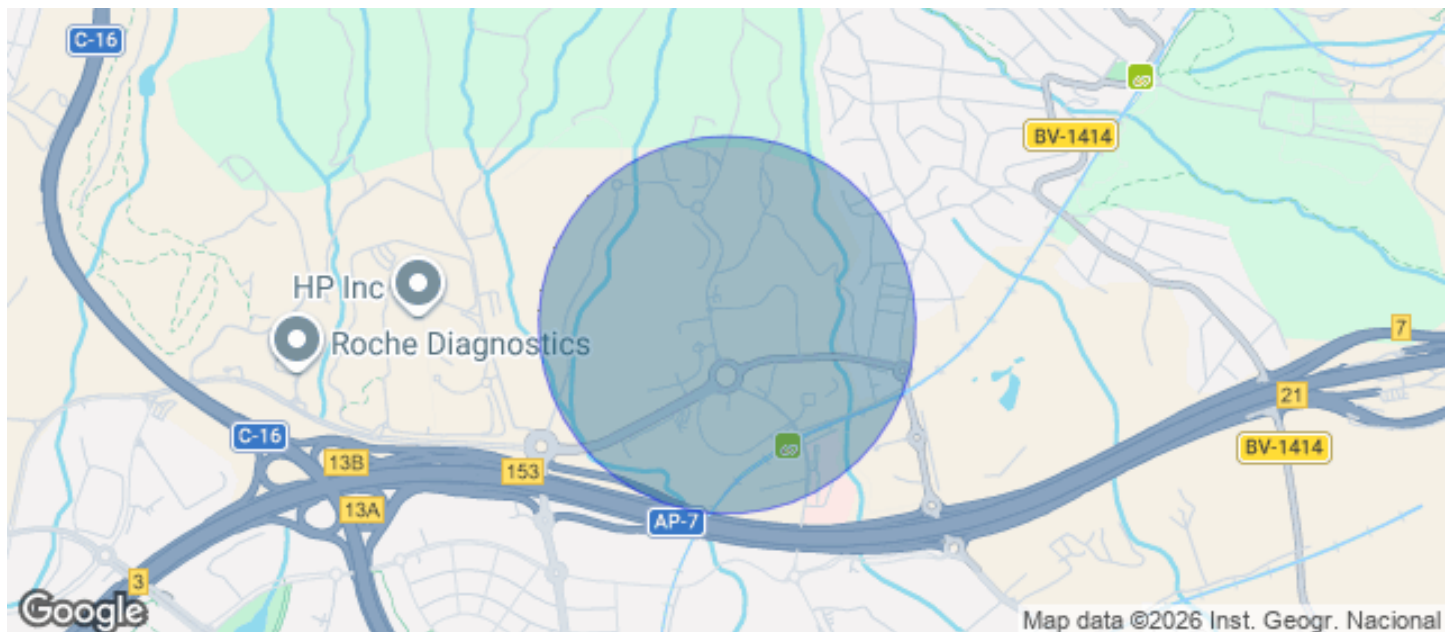 C-16
BV-1414
HP Inc
Roche Diagnostics
7
21
C-16
13B
153
BV-1414
13A
AP-7
3
Google
Map data ©2026 Inst. Geogr. Nacional